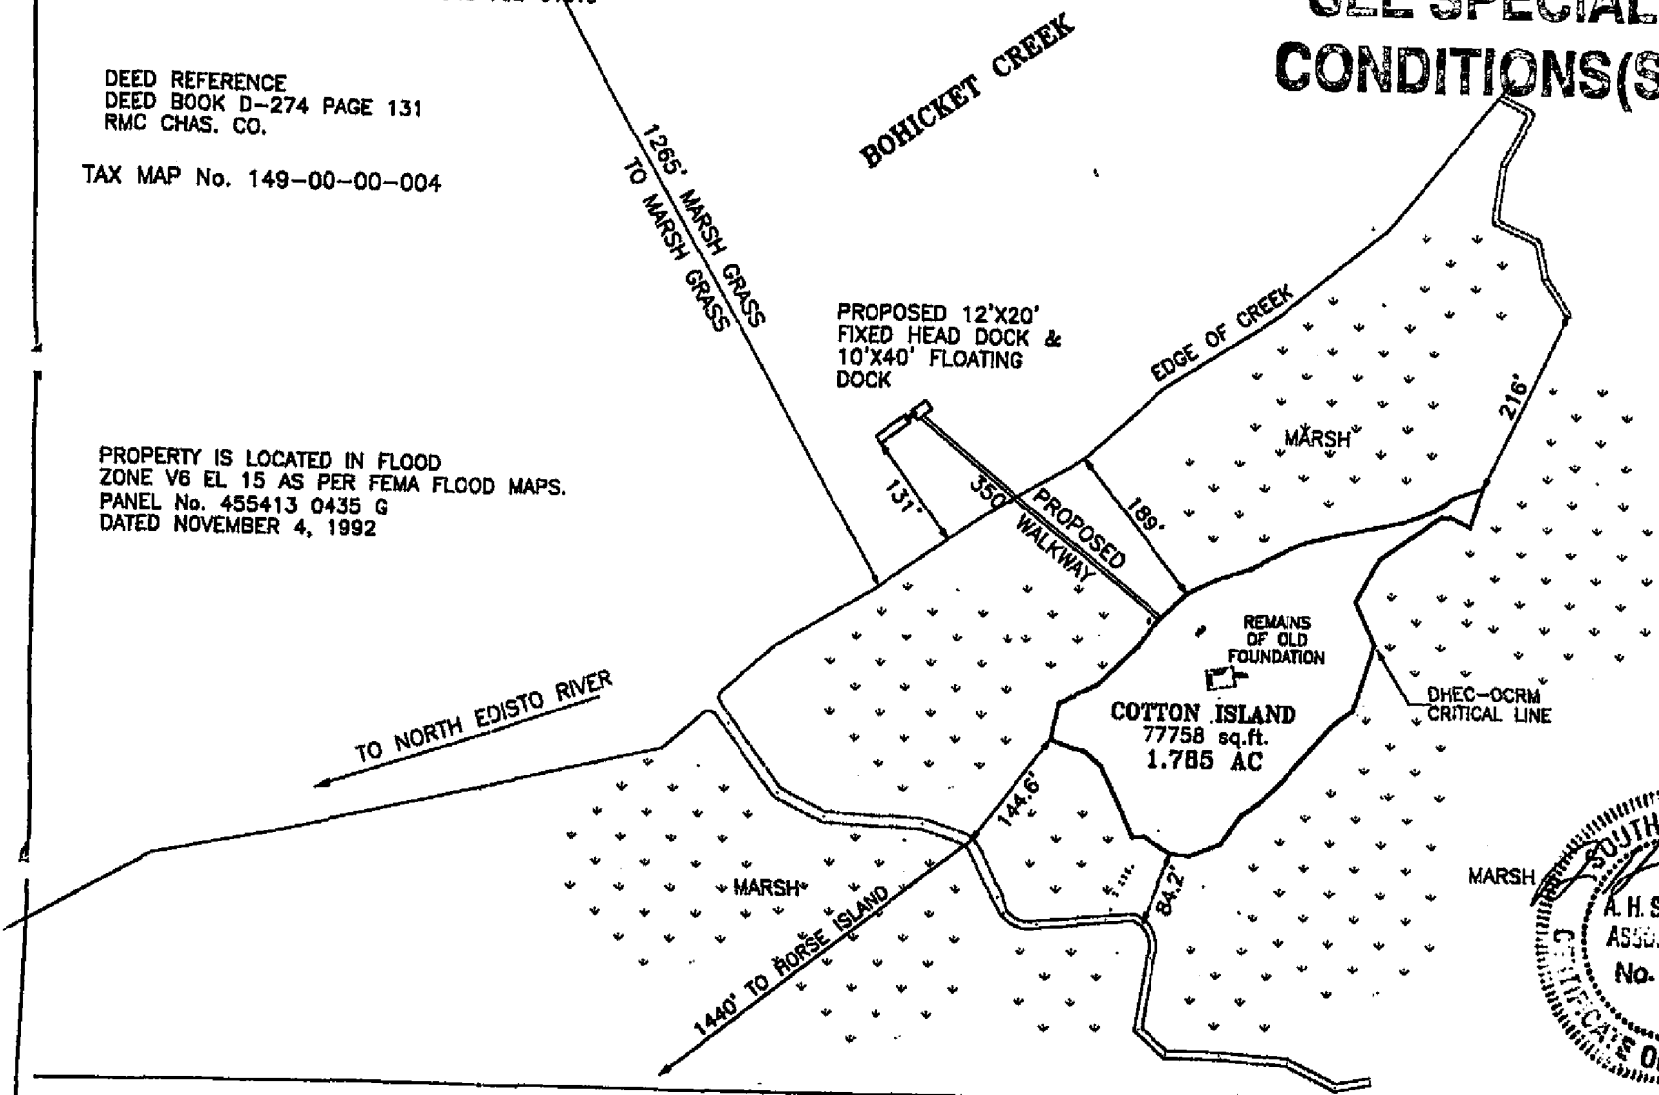 SEE SPECIAL
CONDITIONS(S
DEED REFERENCE
DEED BOOK D-274 PAGE 131
RMC CHAS. CO.
TAX MAP No. 149-00-00-004
BOHICKET CREEK
1265' MARSH GRASS
TO MARSH GRASS
PROPOSED 12'X20'
FIXED HEAD DOCK &
10'X40' FLOATING
DOCK
EDGE OF CREEK
216'
MARSH
PROPERTY IS LOCATED IN FLOOD
ZONE V6 EL 15 AS PER FEMA FLOOD MAPS.
PANEL No. 455413 0435 G
DATED NOVEMBER 4, 1992
131'
350'
PROPOSED
WALKWAY
189'
REMAINS
OF OLD
FOUNDATION
COTTON ISLAND
77758 sq.ft.
1.785 AC
DHEC-OCRM
CRITICAL LINE
TO NORTH EDISTO RIVER
144.6'
84.2'
MARSH
1440' TO HORSE ISLAND
MARSH
SOUTH
A. H. S
No.
CERTIFICATE O